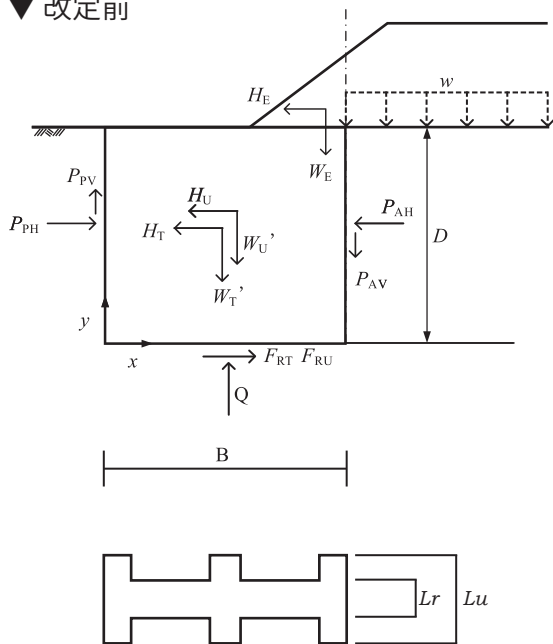 ▼ 改定前
w
H_E
W_E
P_PV
P_PH
H_U
H_T
W_U’
W_T’
P_AH
P_AV
D
y
x
F_RT F_RU
Q
B
Lr
Lu